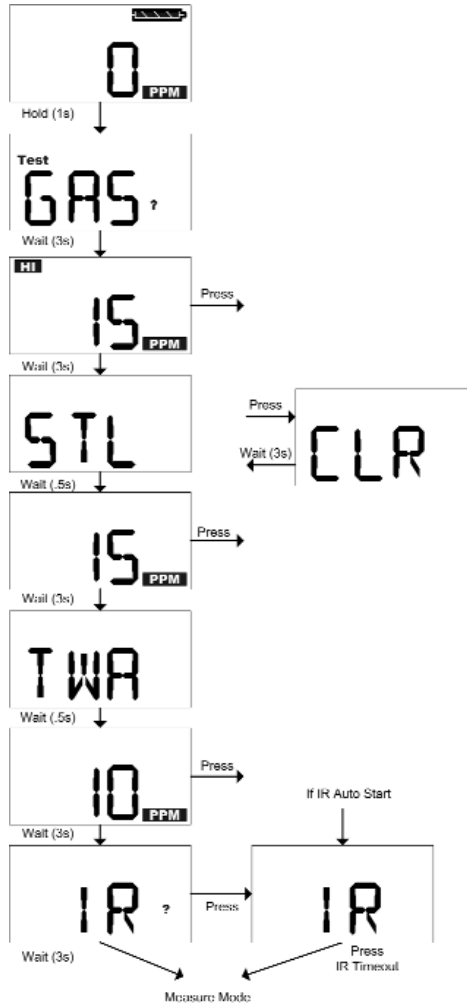 0 PPM
Hold (1s)
Test
GAS ?
Wait (3s)
HI
15 PPM
Press
Wait (3s)
STL
Press
Wait (3s)
CLR
Wait (.5s)
15 PPM
Press
Wait (3s)
TWA
Wait (.5s)
10 PPM
Press
If IR Auto Start
Wait (3s)
IR ?
Press
IR
Wait (3s)
Press
IR Timeout
Measure Mode